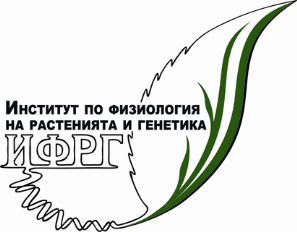 Институт по физиология
на растенията и генетика
ИФРГ